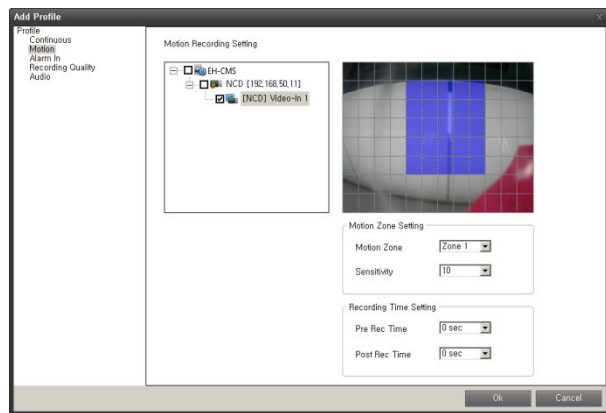 Add Profile
Profile
Continuous
Motion
Alarm In
Recording Quality
Audio
Motion Recording Setting
EH-CMS
NCD [192,168,50,11]
[NCD] Video-In 1
Motion Zone Setting
Motion Zone Zone 1
Sensitivity 10
Recording Time Setting
Pre Rec Time 0 sec
Post Rec Time 0 sec
Ok Cancel